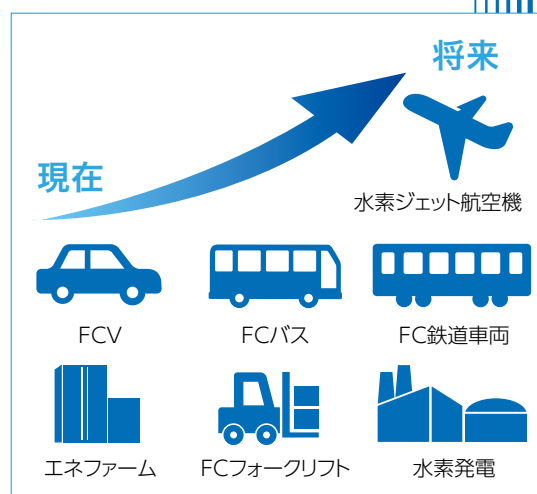 将来
現在
水素ジェット航空機
FCV
FCバス
FC鉄道車両
エネファーム
FCフォークリフト
水素発電